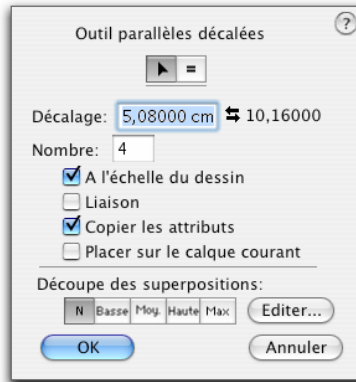 ?
Outil parallèles décalées
=
Décalage: 5,08000 cm ⇆ 10,16000
Nombre: 4
A l'échelle du dessin
Liaison
Copier les attributs
Placer sur le calque courant
Découpe des superpositions:
N Basse Moy. Haute Max Editer...
OK Annuler